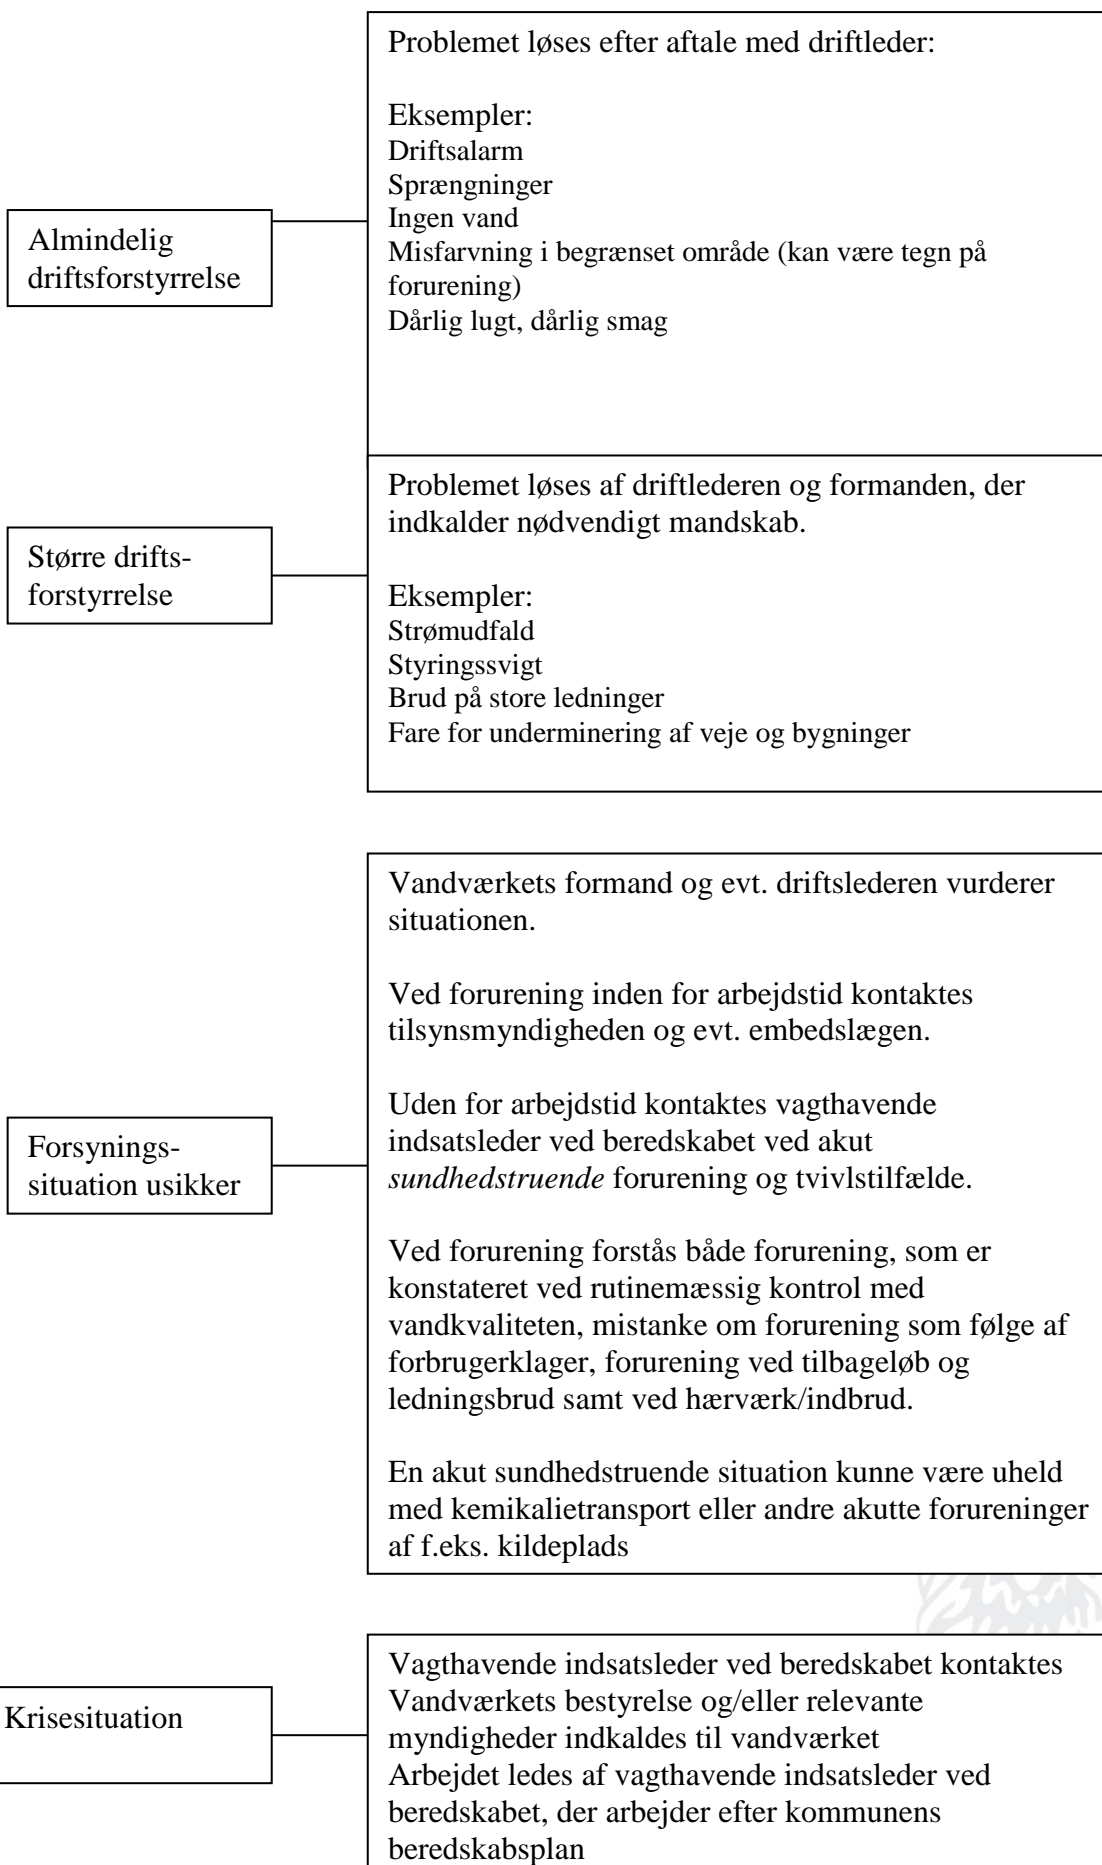 Problemet løses efter aftale med driftleder:
Eksempler:
Driftsalarm
Sprængninger
Ingen vand
Misfarvning i begrænset område (kan være tegn på
forurening)
Dårlig lugt, dårlig smag
Almindelig
driftsforstyrrelse
Problemet løses af driftlederen og formanden, der
indkalder nødvendigt mandskab.
Eksempler:
Strømudfald
Styringssvigt
Brud på store ledninger
Fare for underminering af veje og bygninger
Større drifts-
forstyrrelse
Vandværkets formand og evt. driftslederen vurderer
situationen.
Ved forurening inden for arbejdstid kontaktes
tilsynsmyndigheden og evt. embedslægen.
Uden for arbejdstid kontaktes vagthavende
indsatsleder ved beredskabet ved akut
sundhedstruende forurening og tvivlstilfælde.
Ved forurening forstås både forurening, som er
konstateret ved rutinemæssig kontrol med
vandkvaliteten, mistanke om forurening som følge af
forbrugerklager, forurening ved tilbageløb og
ledningsbrud samt ved hærværk/indbrud.
En akut sundhedstruende situation kunne være uheld
med kemikalietransport eller andre akutte forureninger
af f.eks. kildeplads
Forsynings-
situation usikker
Vagthavende indsatsleder ved beredskabet kontaktes
Vandværkets bestyrelse og/eller relevante
myndigheder indkaldes til vandværket
Arbejdet ledes af vagthavende indsatsleder ved
beredskabet, der arbejder efter kommunens
beredskabsplan
Krisesituation